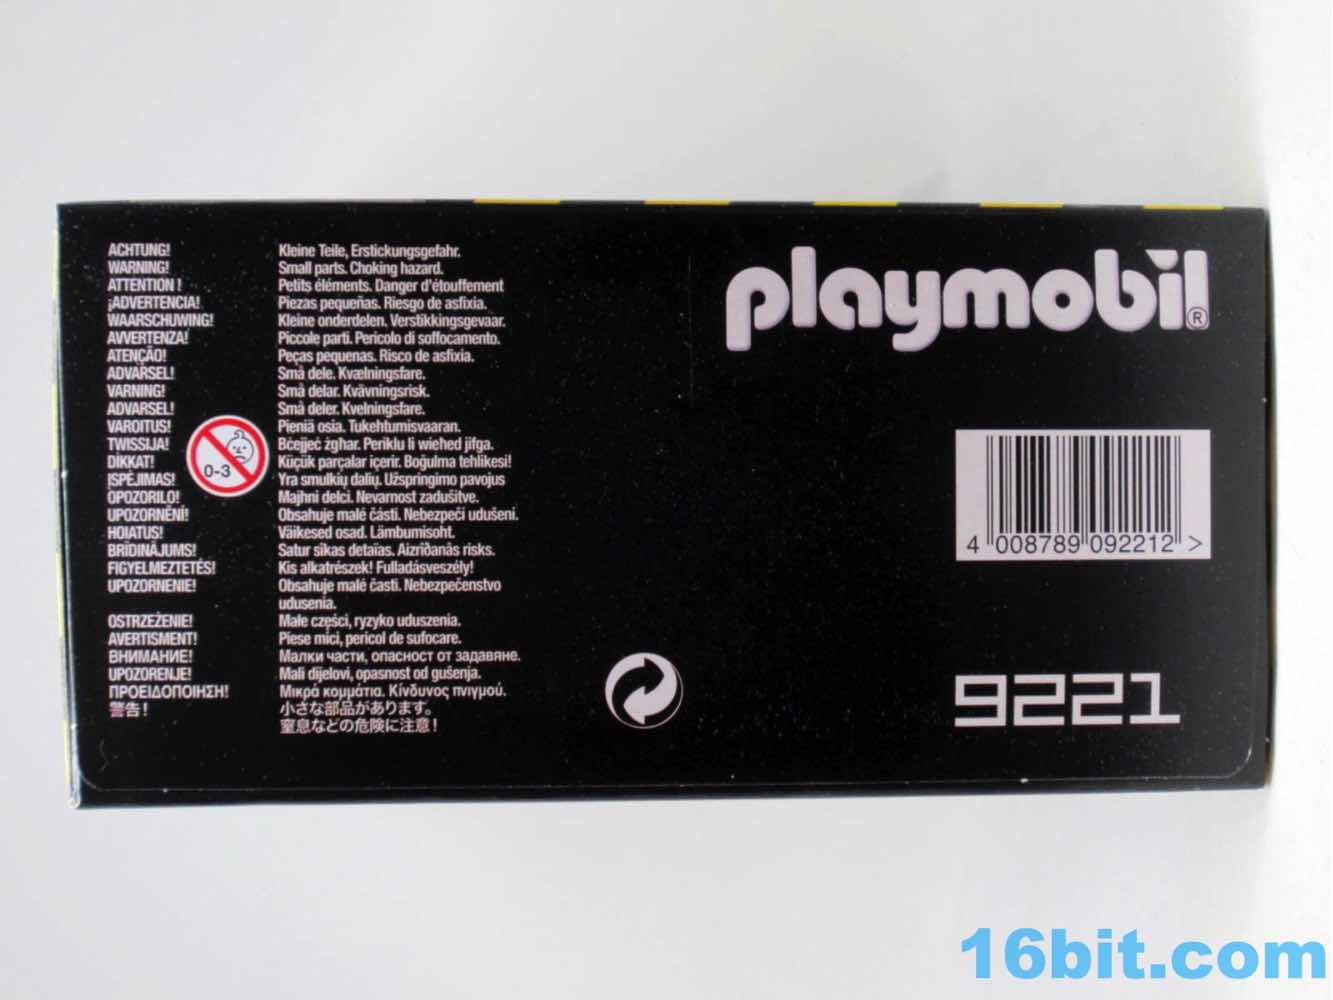 ACHTUNG! Kleine Teile, Erstickungsgefahr.
WARNING! Small parts. Choking hazard.
ATTENTION ! Petits éléments. Danger d'étouffement
¡ADVERTENCIA! Piezas pequeñas. Riesgo de asfixia.
WAARSCHUWING! Kleine onderdelen. Verstikkingsgevaar.
AVVERTENZA! Piccole parti. Pericolo di soffocamento.
ATENCÃO! Peças pequenas. Risco de asfixia.
ADVARSEL! Små dele. Kvælningsfare.
VARNING! Små delar. Kvävningsrisk.
ADVARSEL! Små deler. Kvelningsfare.
VAROITUS! Pieniä osia. Tukehtumisvaaran.
TWISSIJA! Bċejjeċ żgħar. Periklu li wieħed jifga.
DİKKAT! Küçük parçalar içerir. Boğulma tehlikesi!
ĮSPĖJIMAS! Yra smulkių dalių. Užspringimo pavojus
OPOZORILO! Majhni delci. Nevarnost zadušitve.
UPOZORNĚNÍ! Obsahuje malé části. Nebezpečí udušení.
HOIATUS! Väikesed osad. Lämbumisoht.
BRĪDINĀJUMS! Satur sīkas detaļas. Aizrīšanās risks.
FIGYELMEZTETÉS! Kis alkatrészek! Fulladásveszély!
UPOZORNENIE! Obsahuje malé časti. Nebezpečenstvo
udusenia.
OSTRZEŻENIE! Małe części, ryzyko uduszenia.
AVERTISMENT! Piese mici, pericol de sufocare.
ВНИМАНИЕ! Малки части, опасност от задавяне.
UPOZORENJE! Mali dijelovi, opasnost od gušenja.
ΠΡΟΕΙΔΟΠΟΙΗΣΗ! Μικρά κομμάτια. Κίνδυνος πνιγμού.
警告! 小さな部品があります。
窒息などの危険に注意!
0-3
playmobil®
4 008789 092212 >
9221
16bit.com